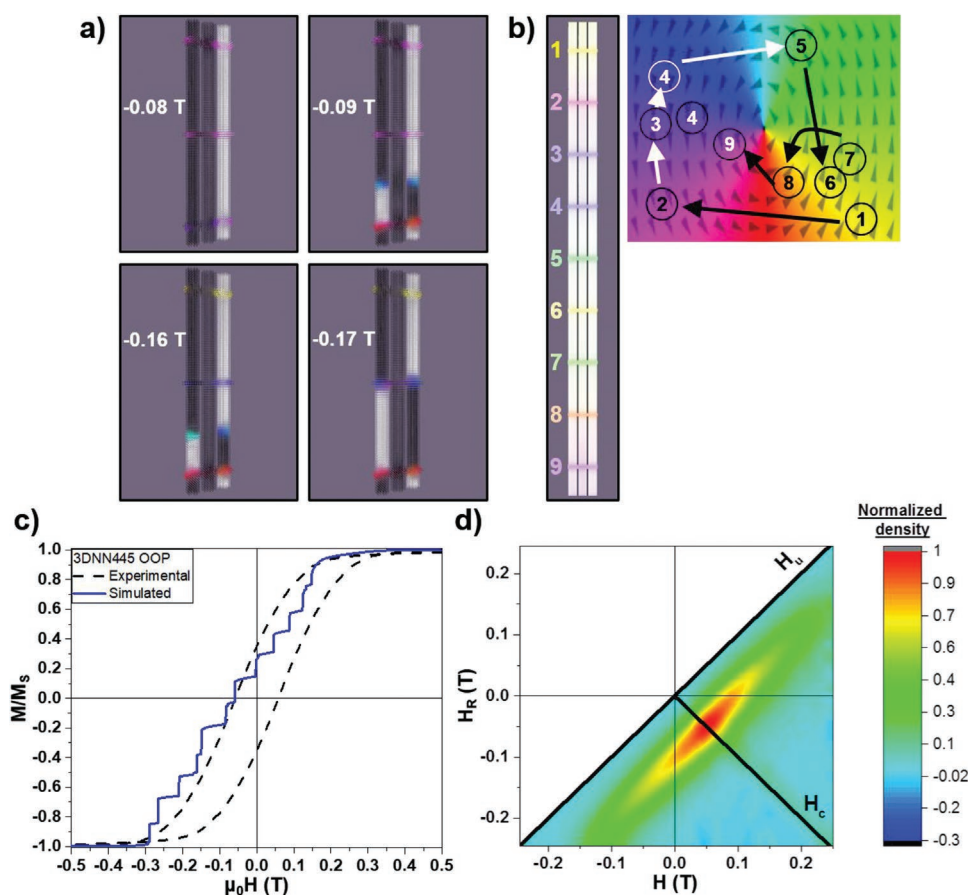 a)
-0.08 T
-0.09 T
-0.16 T
-0.17 T
b)
1
2
3
4
5
6
7
8
9
4
5
3
4
9
7
8
6
2
1
c)
3DNN445 OOP
Experimental
Simulated
M/MS
1.0
0.8
0.6
0.4
0.2
0.0
-0.2
-0.4
-0.6
-0.8
-1.0
-0.5 -0.4 -0.3 -0.2 -0.1 0.0 0.1 0.2 0.3 0.4 0.5
μ0H (T)
d)
Hu
Hc
HR (T)
0.2
0.1
0.0
-0.1
-0.2
-0.2 -0.1 0.0 0.1 0.2
H (T)
Normalized
density
1
0.9
0.8
0.7
0.6
0.5
0.4
0.3
0.1
-0.02
-0.2
-0.3